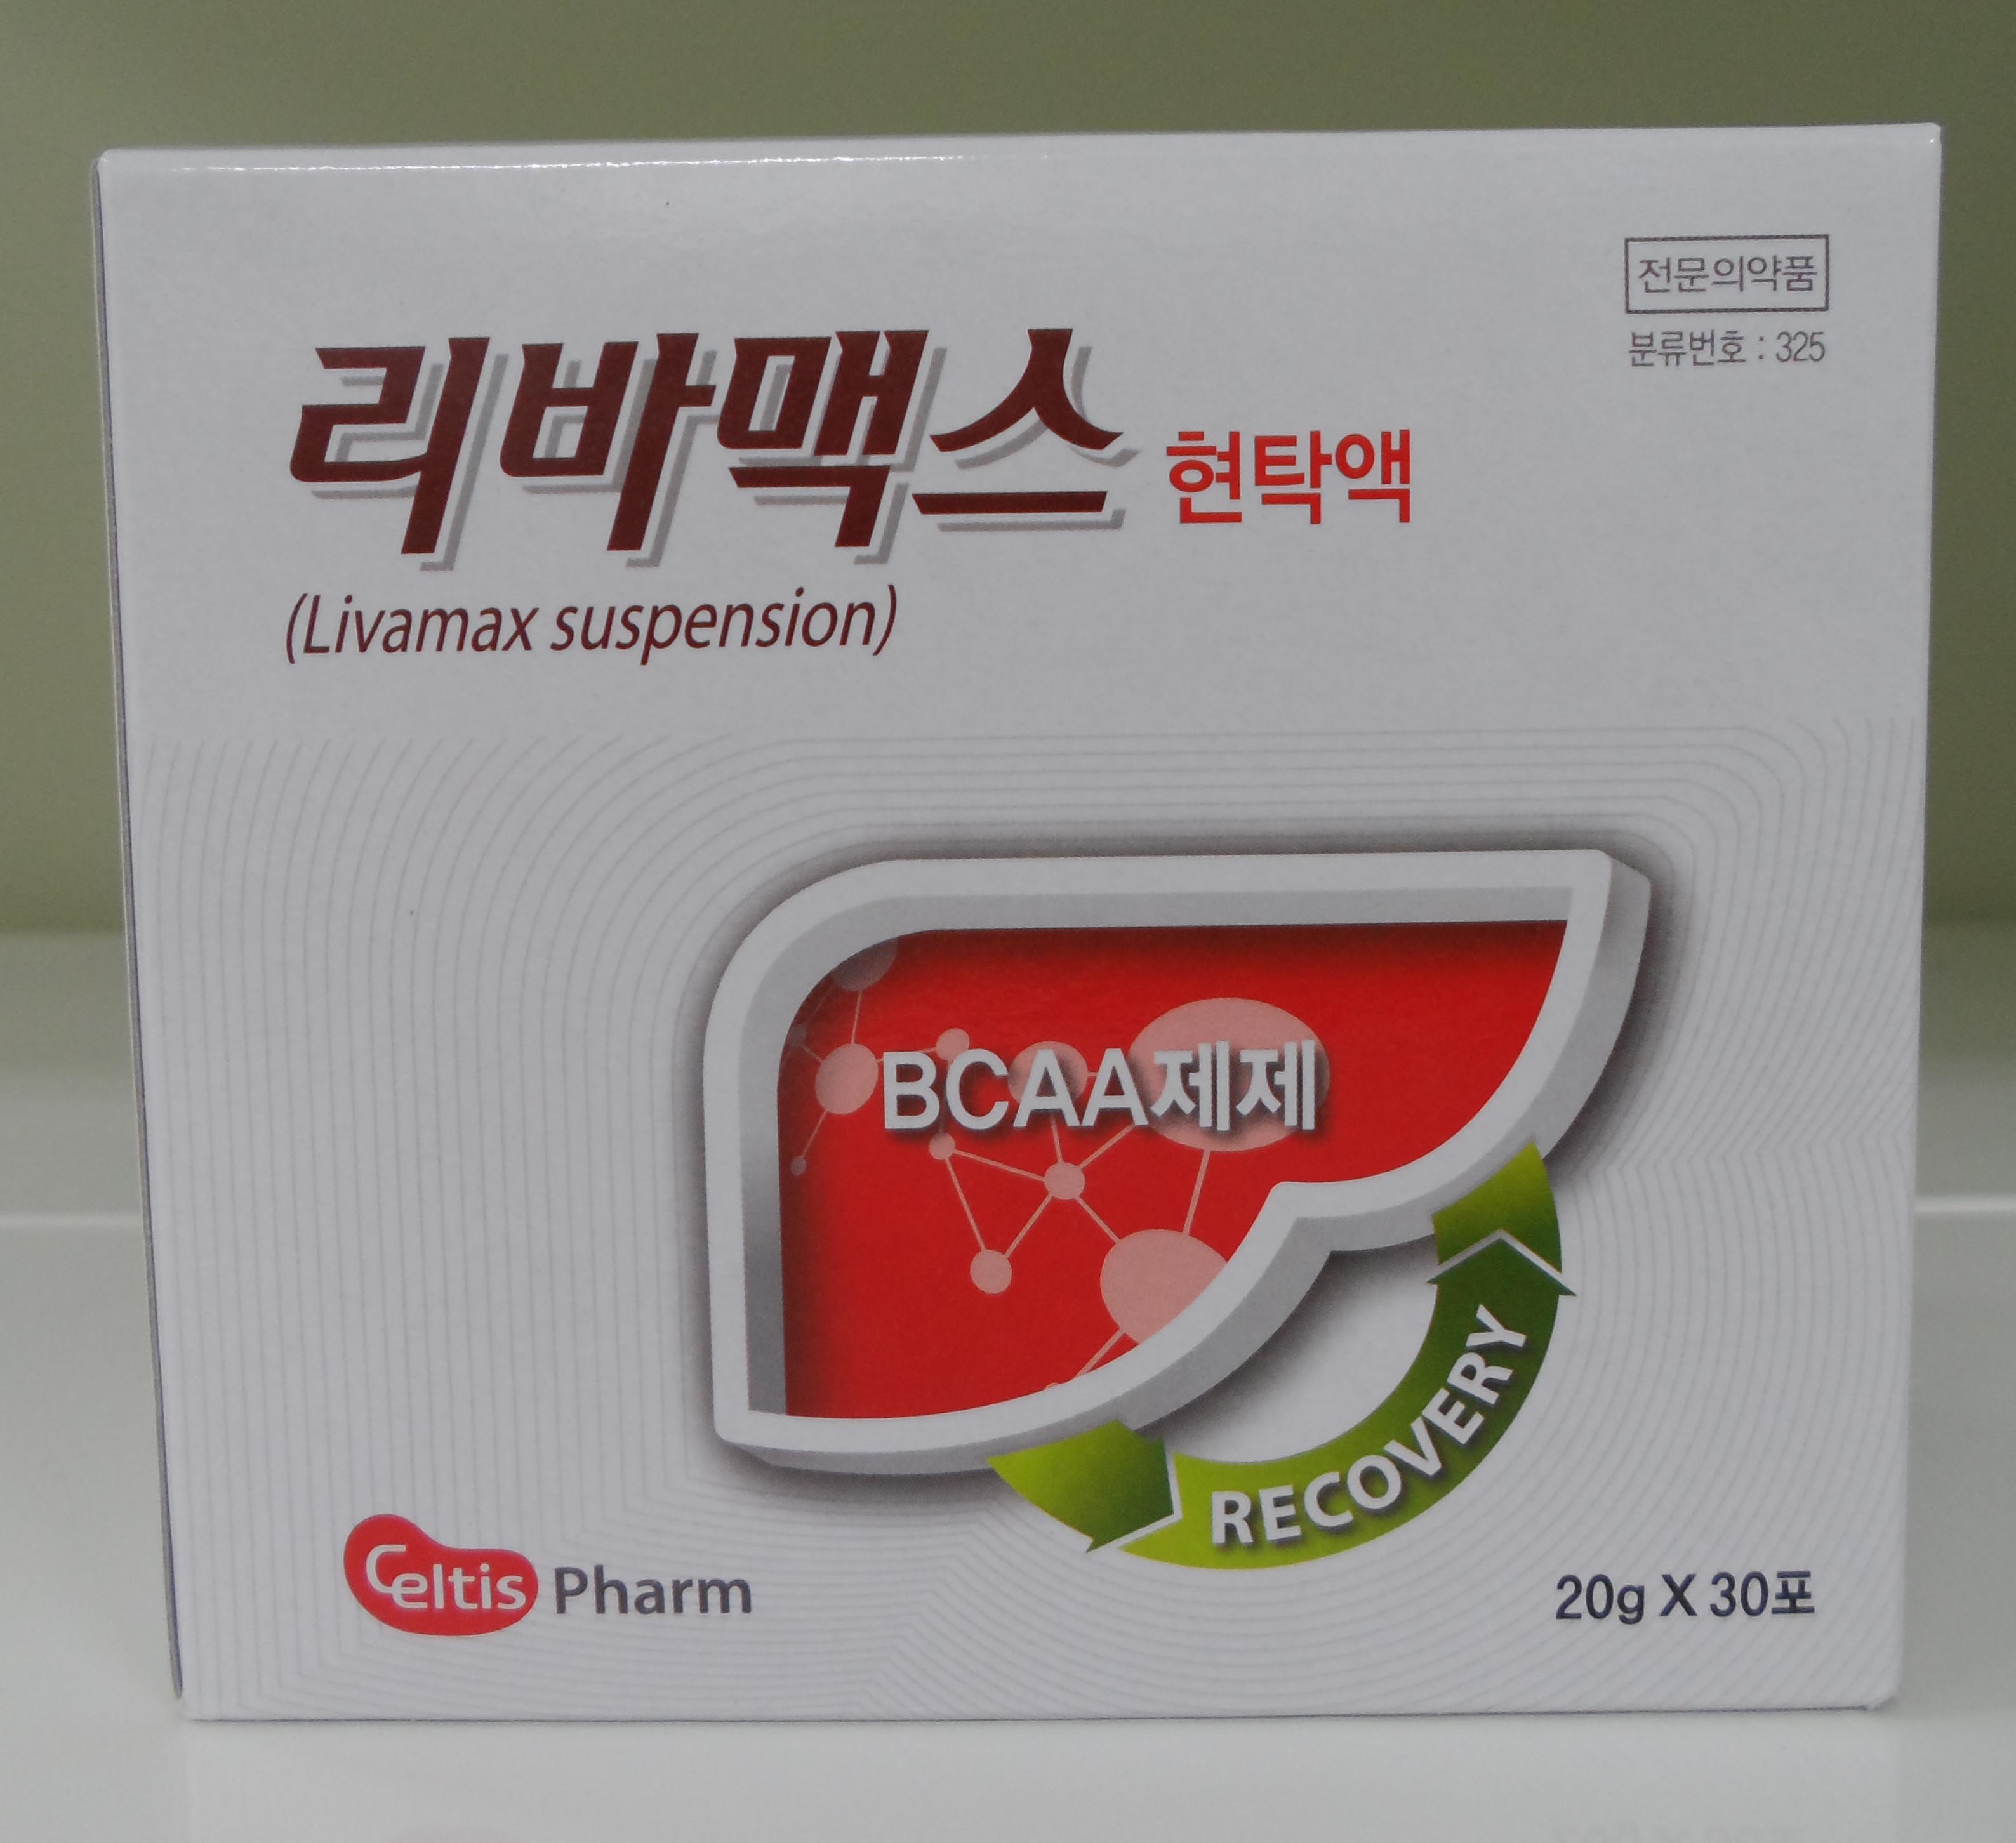 전문의약품
분류번호 : 325
리바맥스 현탁액
(Livamax suspension)
BCAA제제
RECOVERY
Celtis Pharm
20g X 30포